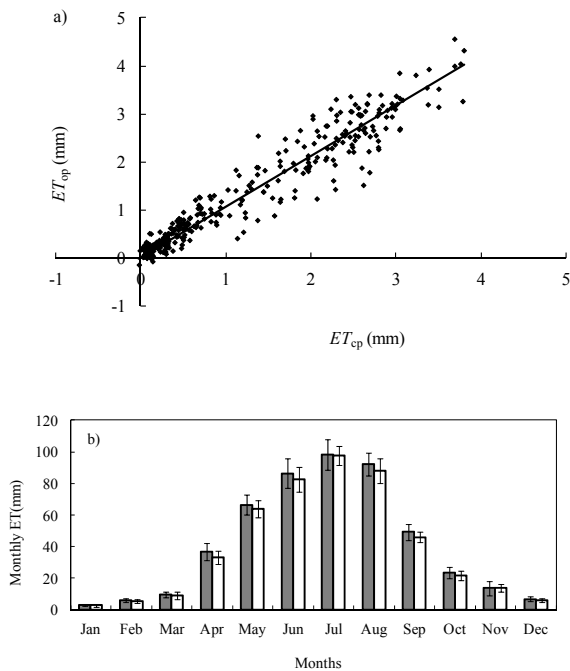 a)
5
4
3
2
1
0
-1
-1 0 1 2 3 4 5
ETop (mm)
ETcp (mm)
b)
120
100
80
60
40
20
0
Monthly ET(mm)
Jan Feb Mar Apr May Jun Jul Aug Sep Oct Nov Dec
Months